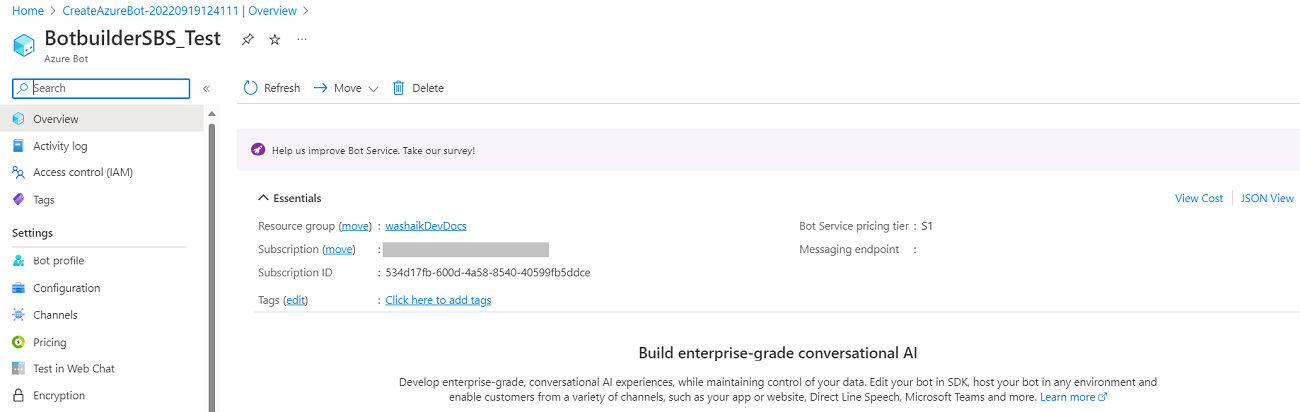 Home > CreateAzureBot-20220919124111 | Overview >
BotbuilderSBS_Test
Azure Bot
Search
Overview
Activity log
Access control (IAM)
Tags
Settings
Bot profile
Configuration
Channels
Pricing
Test in Web Chat
Encryption
Refresh Move Delete
Help us improve Bot Service. Take our survey!
Essentials View Cost JSON View
Resource group (move) : washaikDevDocs Bot Service pricing tier : S1
Subscription (move) : Messaging endpoint :
Subscription ID : 534d17fb-600d-4a58-8540-40599fb5ddce
Tags (edit) : Click here to add tags
Build enterprise-grade conversational AI
Develop enterprise-grade, conversational AI experiences, while maintaining control of your data. Edit your bot in SDK, host your bot in any environment and
enable customers from a variety of channels, such as your app or website, Direct Line Speech, Microsoft Teams and more. Learn more